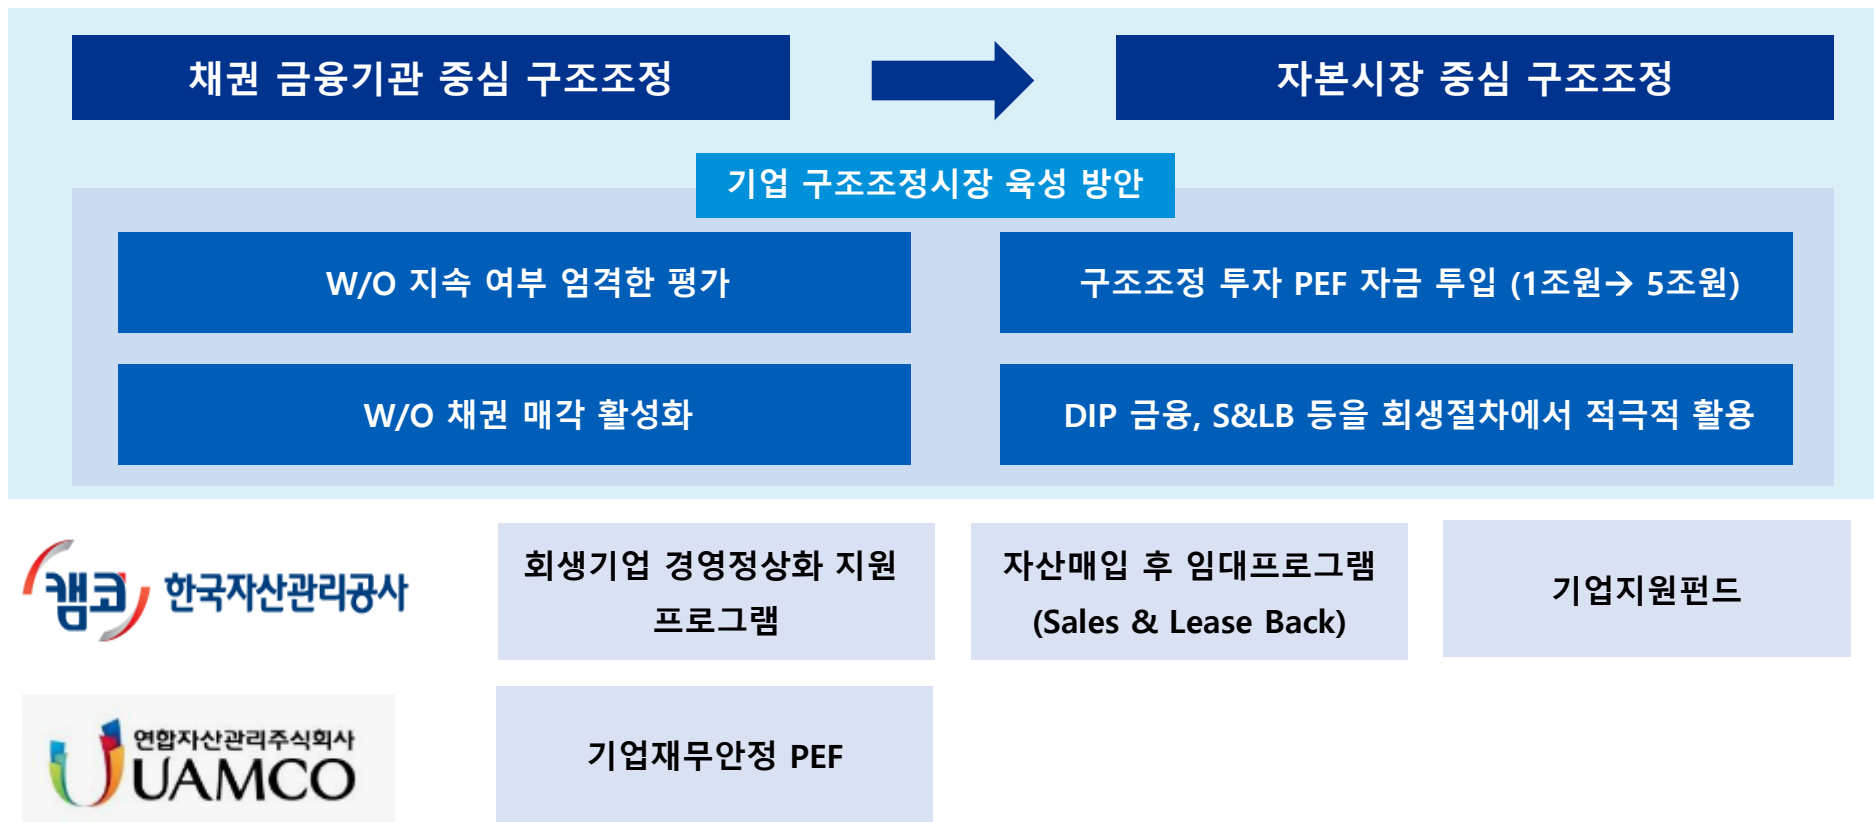 채권 금융기관 중심 구조조정
자본시장 중심 구조조정
기업 구조조정시장 육성 방안
W/O 지속 여부 엄격한 평가
구조조정 투자 PEF 자금 투입 (1조원→ 5조원)
W/O 채권 매각 활성화
DIP 금융, S&LB 등을 회생절차에서 적극적 활용
캠코 한국자산관리공사
회생기업 경영정상화 지원
프로그램
자산매입 후 임대프로그램
(Sales & Lease Back)
기업지원펀드
연합자산관리주식회사
UAMCO
기업재무안정 PEF